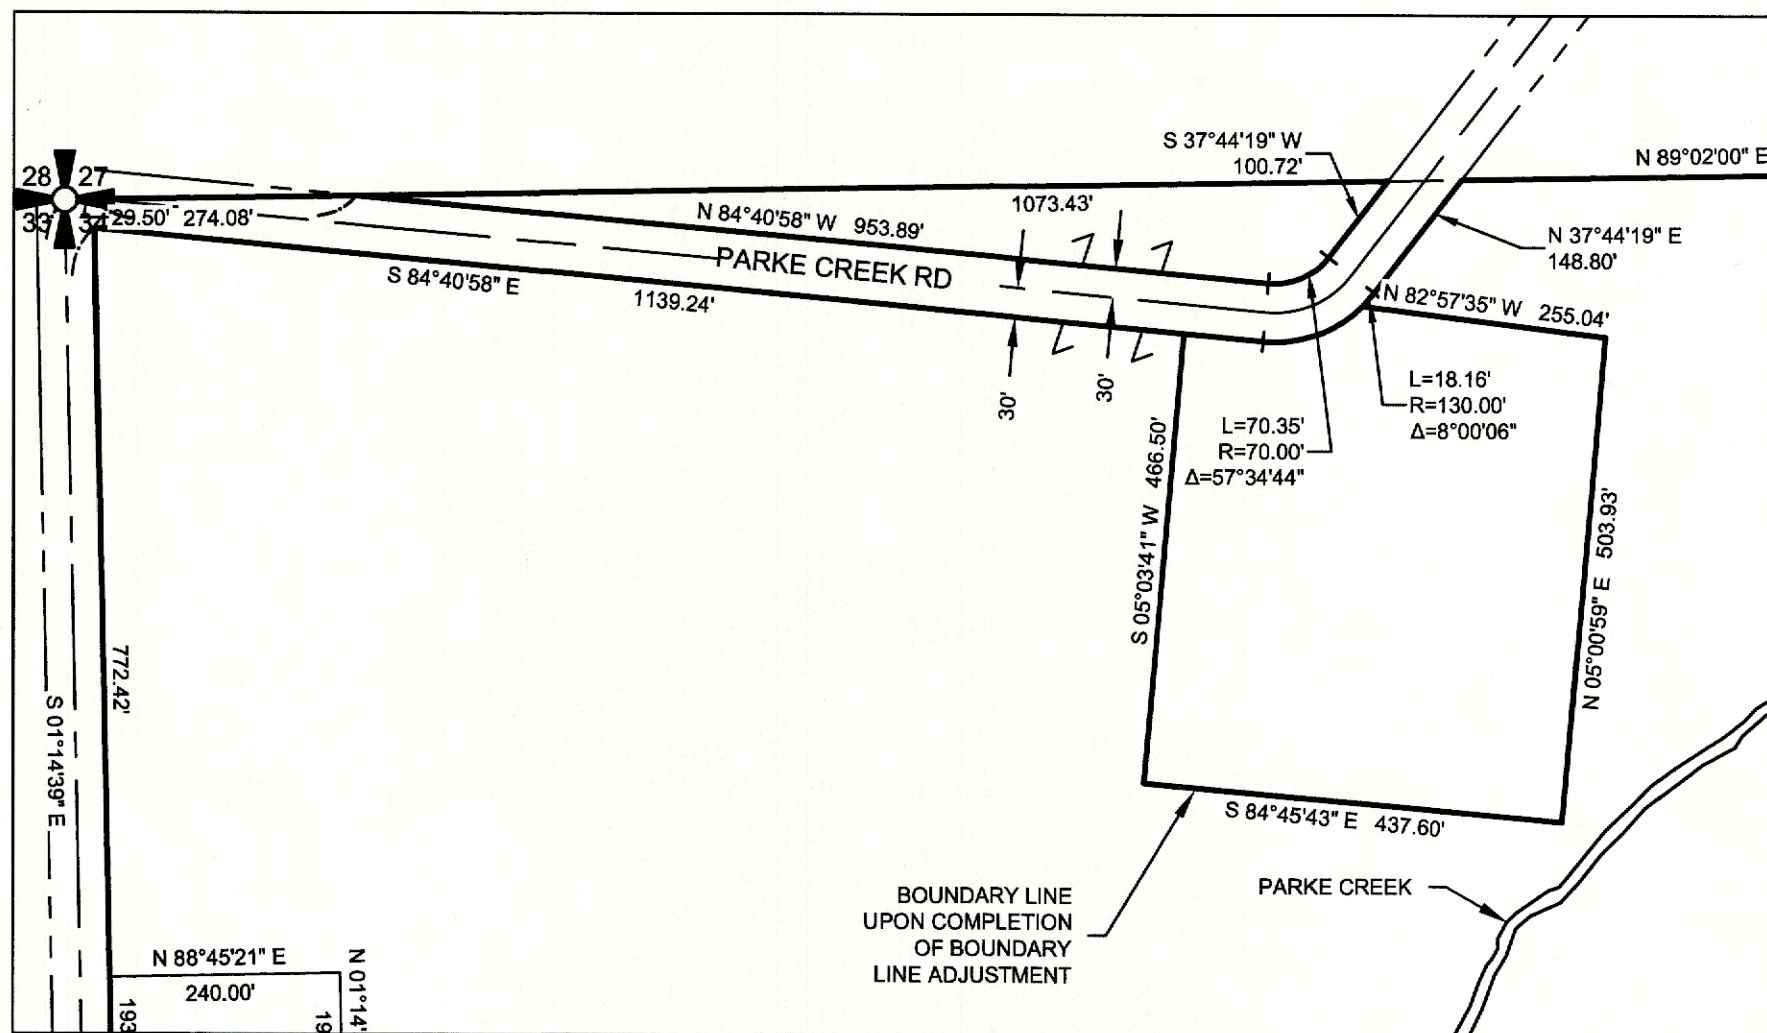 S 37°44'19" W
100.72'
N 89°02'00" E
28 27
33 34
29.50' 274.08'
N 84°40'58" W 953.89'
1073.43'
N 37°44'19" E
148.80'
PARKE CREEK RD
S 84°40'58" E
1139.24'
N 82°57'35" W 255.04'
30'
30'
L=18.16'
R=130.00'
Δ=8°00'06"
L=70.35'
R=70.00'
Δ=57°34'44"
S 05°03'41" W 466.50'
N 05°00'59" E 503.93'
772.42'
S 01°14'39" E
S 84°45'43" E 437.60'
BOUNDARY LINE
UPON COMPLETION
OF BOUNDARY
LINE ADJUSTMENT
PARKE CREEK
N 88°45'21" E
240.00'
N 01°14'
193
19